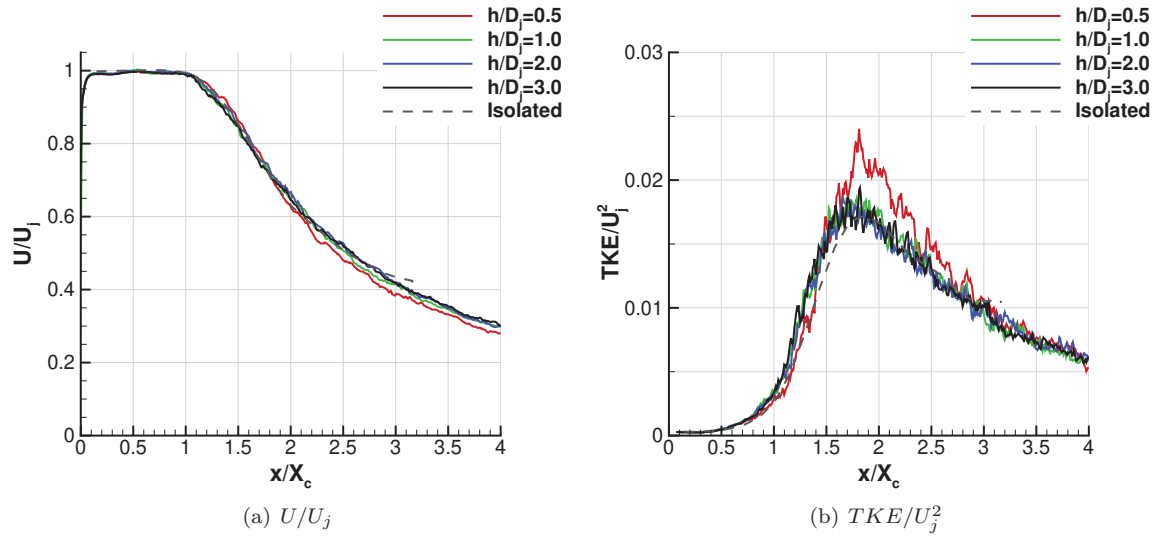 h/D_j=0.5
h/D_j=1.0
h/D_j=2.0
h/D_j=3.0
Isolated
1
0.8
0.6
0.4
0.2
0
U/U_j
0 0.5 1 1.5 2 2.5 3 3.5 4
x/X_c
(a) U/U_j
h/D_j=0.5
h/D_j=1.0
h/D_j=2.0
h/D_j=3.0
Isolated
0.03
0.02
0.01
0
TKE/U_j^2
0 0.5 1 1.5 2 2.5 3 3.5 4
x/X_c
(b) TKE/U_j^2